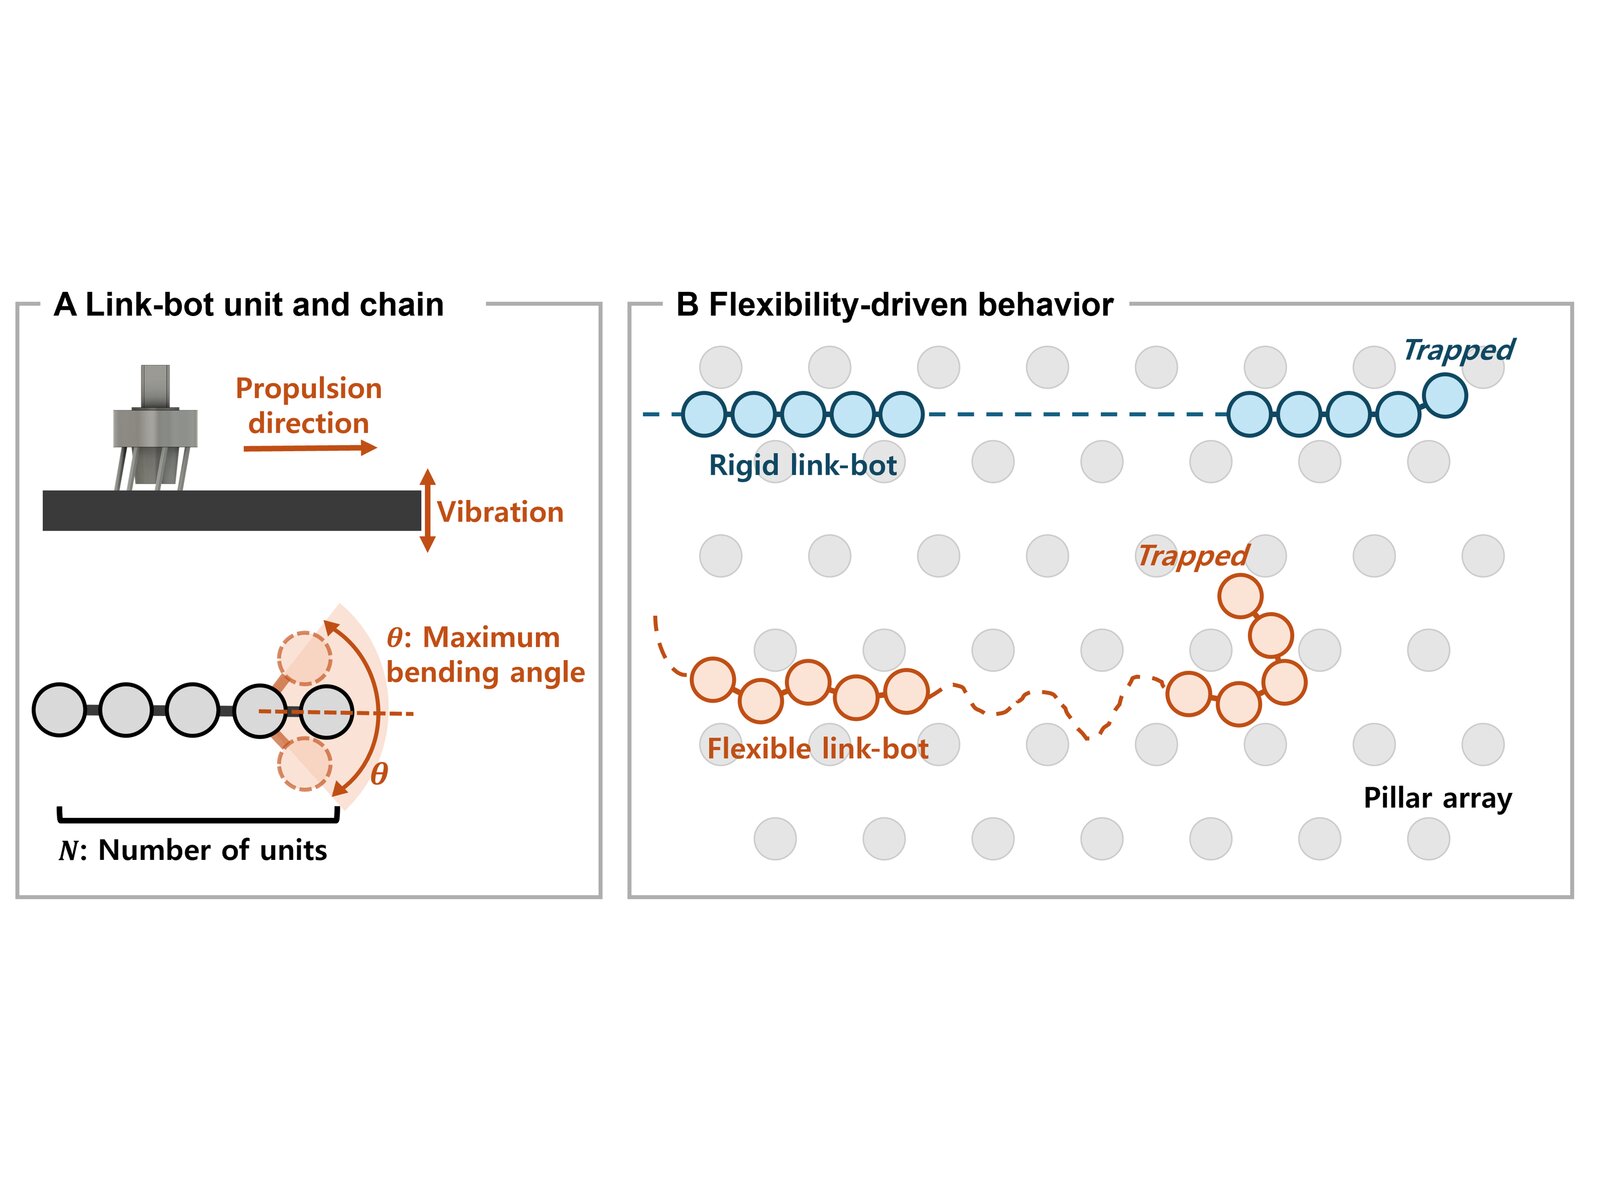 A Link-bot unit and chain
Propulsion
direction
Vibration
θ: Maximum
bending angle
θ
N: Number of units
B Flexibility-driven behavior
Trapped
Rigid link-bot
Trapped
Flexible link-bot
Pillar array